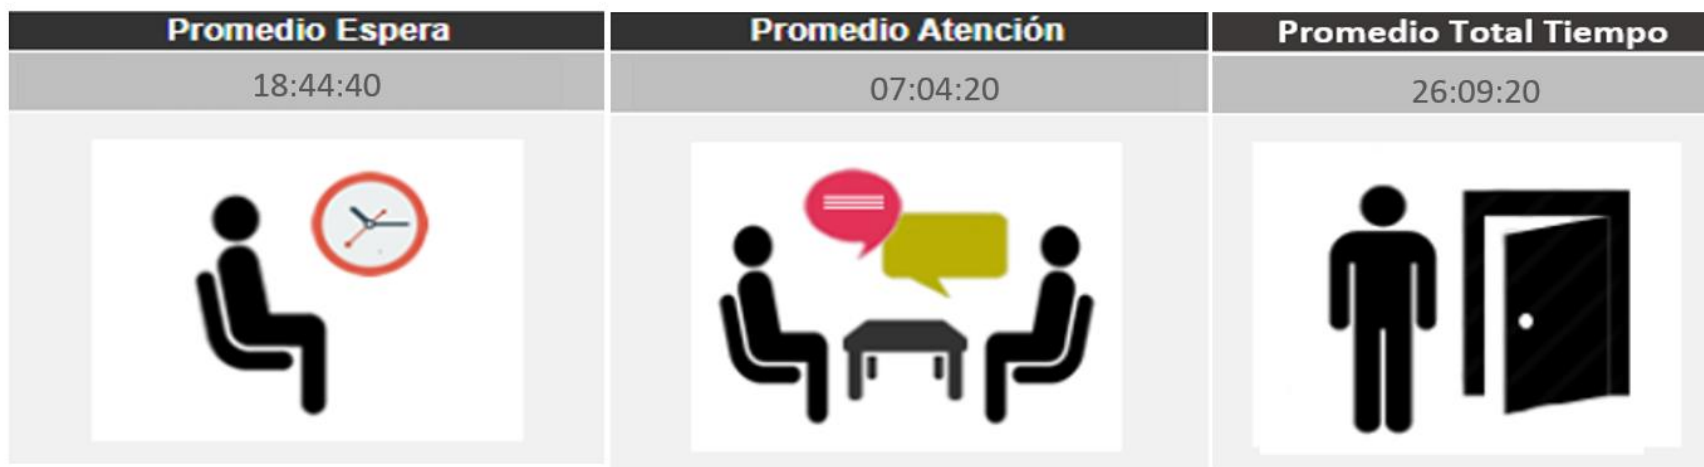 Promedio Espera
Promedio Atención
Promedio Total Tiempo
18:44:40
07:04:20
26:09:20